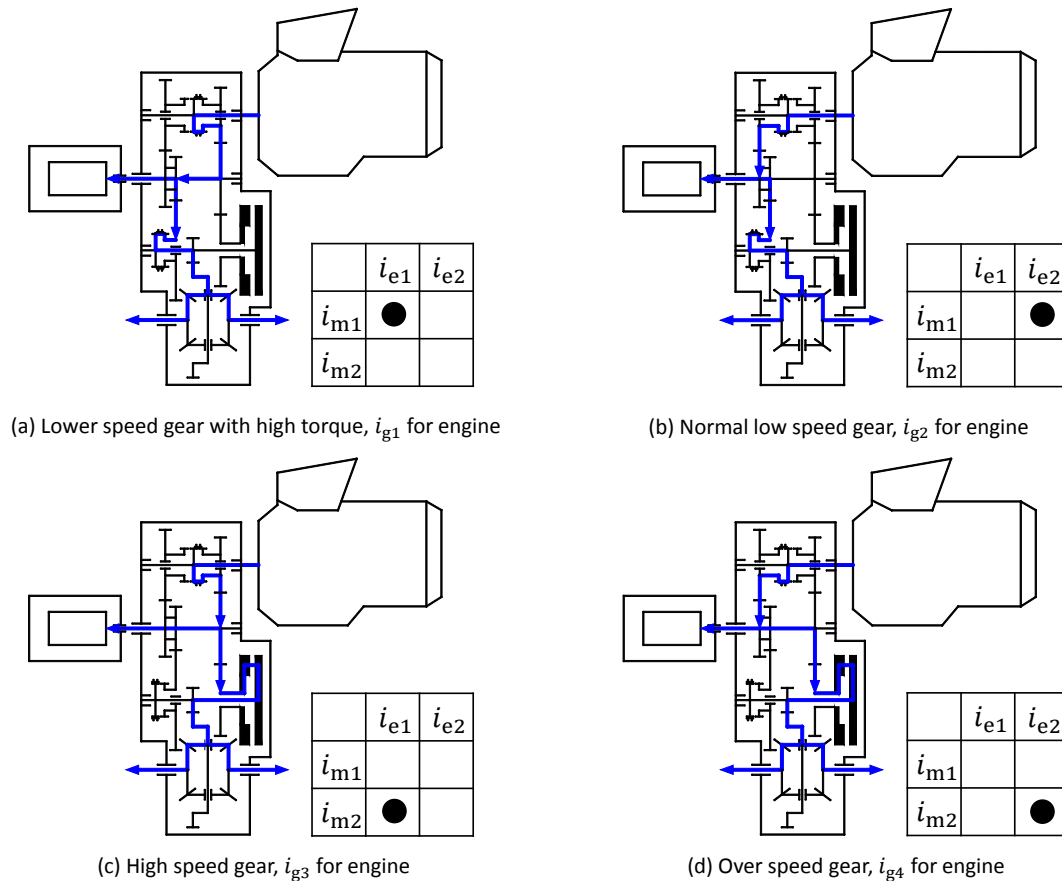 i_e1 i_e2
i_m1
i_m2
(a) Lower speed gear with high torque, i_g1 for engine
i_e1 i_e2
i_m1
i_m2
(b) Normal low speed gear, i_g2 for engine
i_e1 i_e2
i_m1
i_m2
(c) High speed gear, i_g3 for engine
i_e1 i_e2
i_m1
i_m2
(d) Over speed gear, i_g4 for engine